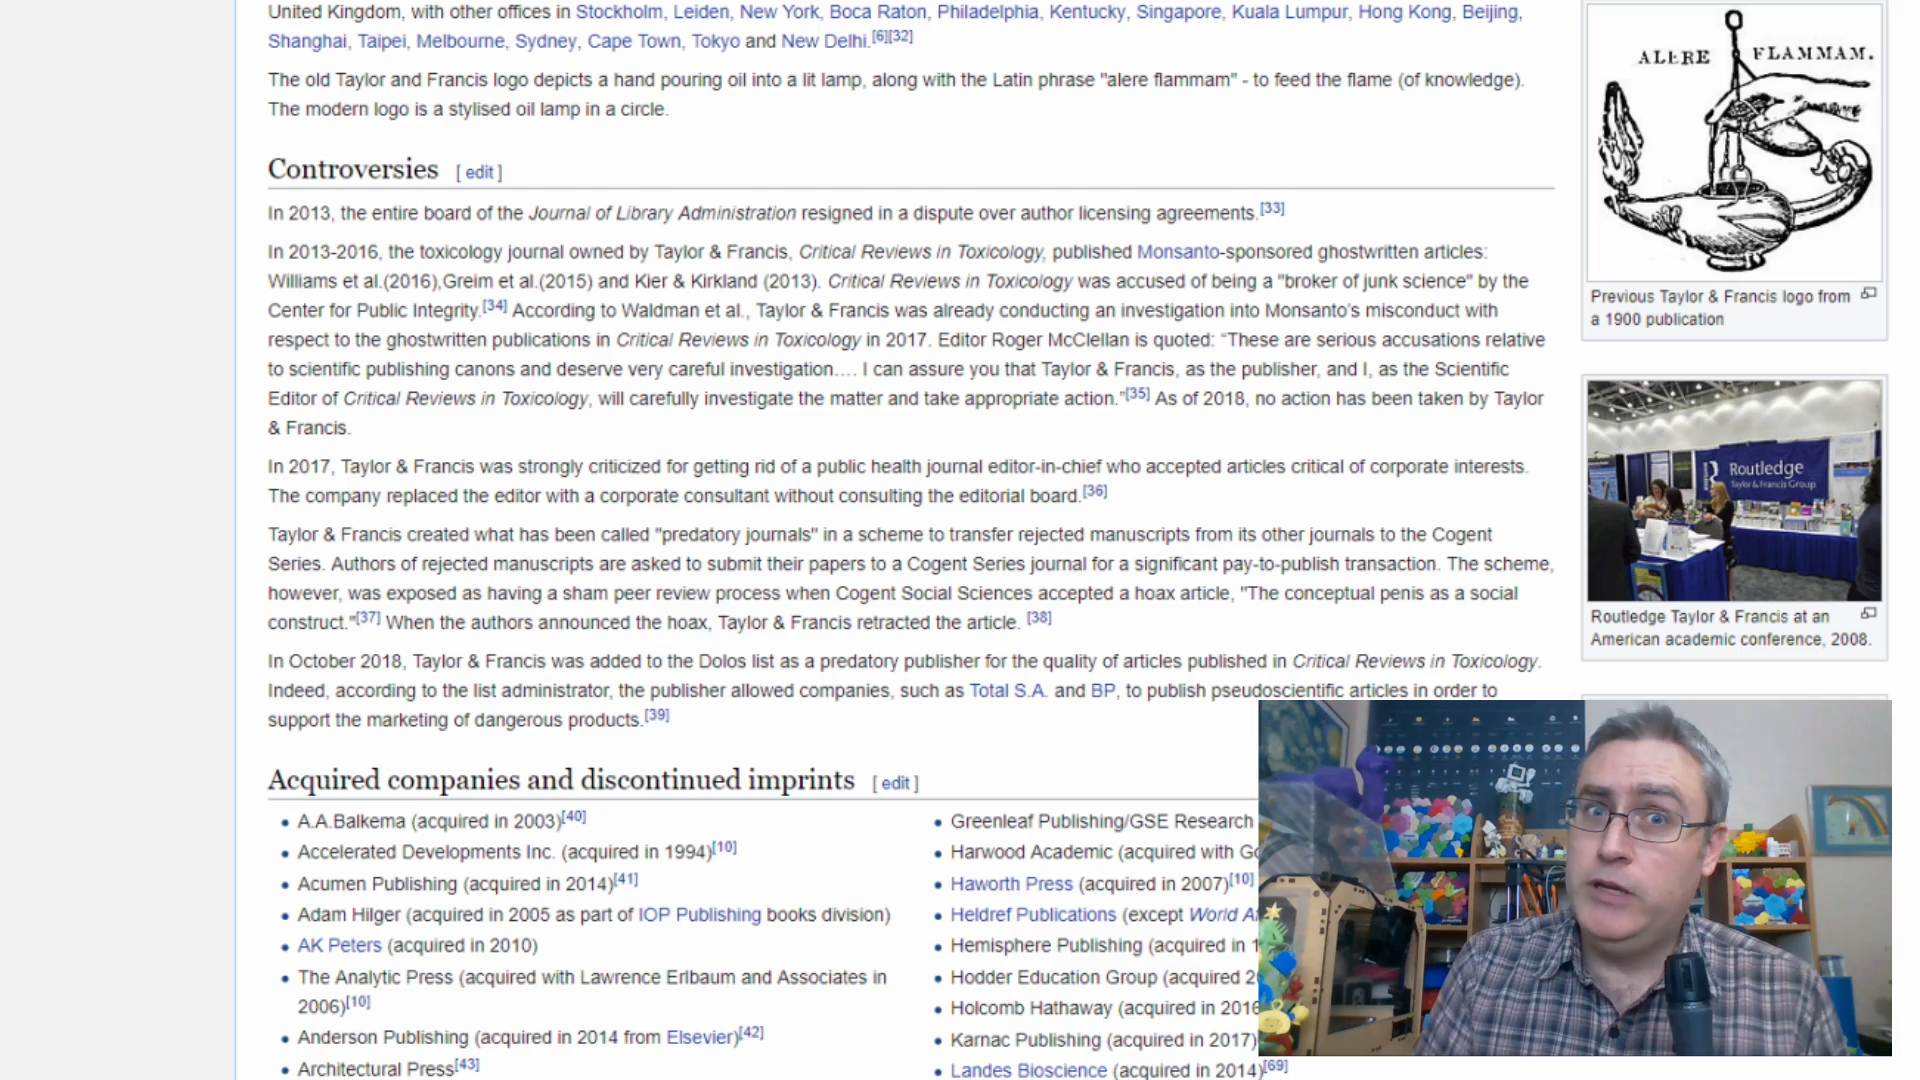 United Kingdom, with other offices in Stockholm, Leiden, New York, Boca Raton, Philadelphia, Kentucky, Singapore, Kuala Lumpur, Hong Kong, Beijing,
Shanghai, Taipei, Melbourne, Sydney, Cape Town, Tokyo and New Delhi.[6][32]
The old Taylor and Francis logo depicts a hand pouring oil into a lit lamp, along with the Latin phrase "alere flammam" - to feed the flame (of knowledge).
The modern logo is a stylised oil lamp in a circle.
Controversies [ edit ]
In 2013, the entire board of the Journal of Library Administration resigned in a dispute over author licensing agreements.[33]
In 2013-2016, the toxicology journal owned by Taylor & Francis, Critical Reviews in Toxicology, published Monsanto-sponsored ghostwritten articles:
Williams et al.(2016),Greim et al.(2015) and Kier & Kirkland (2013). Critical Reviews in Toxicology was accused of being a "broker of junk science" by the
Center for Public Integrity.[34] According to Waldman et al., Taylor & Francis was already conducting an investigation into Monsanto's misconduct with
respect to the ghostwritten publications in Critical Reviews in Toxicology in 2017. Editor Roger McClellan is quoted: “These are serious accusations relative
to scientific publishing canons and deserve very careful investigation…. I can assure you that Taylor & Francis, as the publisher, and I, as the Scientific
Editor of Critical Reviews in Toxicology, will carefully investigate the matter and take appropriate action.”[35] As of 2018, no action has been taken by Taylor
& Francis.
In 2017, Taylor & Francis was strongly criticized for getting rid of a public health journal editor-in-chief who accepted articles critical of corporate interests.
The company replaced the editor with a corporate consultant without consulting the editorial board.[36]
Taylor & Francis created what has been called "predatory journals" in a scheme to transfer rejected manuscripts from its other journals to the Cogent
Series. Authors of rejected manuscripts are asked to submit their papers to a Cogent Series journal for a significant pay-to-publish transaction. The scheme,
however, was exposed as having a sham peer review process when Cogent Social Sciences accepted a hoax article, "The conceptual penis as a social
construct."[37] When the authors announced the hoax, Taylor & Francis retracted the article. [38]
In October 2018, Taylor & Francis was added to the Dolos list as a predatory publisher for the quality of articles published in Critical Reviews in Toxicology.
Indeed, according to the list administrator, the publisher allowed companies, such as Total S.A. and BP, to publish pseudoscientific articles in order to
support the marketing of dangerous products.[39]
Acquired companies and discontinued imprints [ edit ]
A.A.Balkema (acquired in 2003)[40]
Accelerated Developments Inc. (acquired in 1994)[10]
Acumen Publishing (acquired in 2014)[41]
Adam Hilger (acquired in 2005 as part of IOP Publishing books division)
AK Peters (acquired in 2010)
The Analytic Press (acquired with Lawrence Erlbaum and Associates in
2006)[10]
Anderson Publishing (acquired in 2014 from Elsevier)[42]
Architectural Press[43]
Greenleaf Publishing/GSE Research
Harwood Academic (acquired with Go
Haworth Press (acquired in 2007)[10]
Heldref Publications (except World Af
Hemisphere Publishing (acquired in 1
Hodder Education Group (acquired 2
Holcomb Hathaway (acquired in 2016
Karnac Publishing (acquired in 2017)
Landes Bioscience (acquired in 2014)[69]
ALERE FLAMMAM.
Previous Taylor & Francis logo from
a 1900 publication
Routledge
Taylor & Francis Group
Routledge Taylor & Francis at an
American academic conference, 2008.